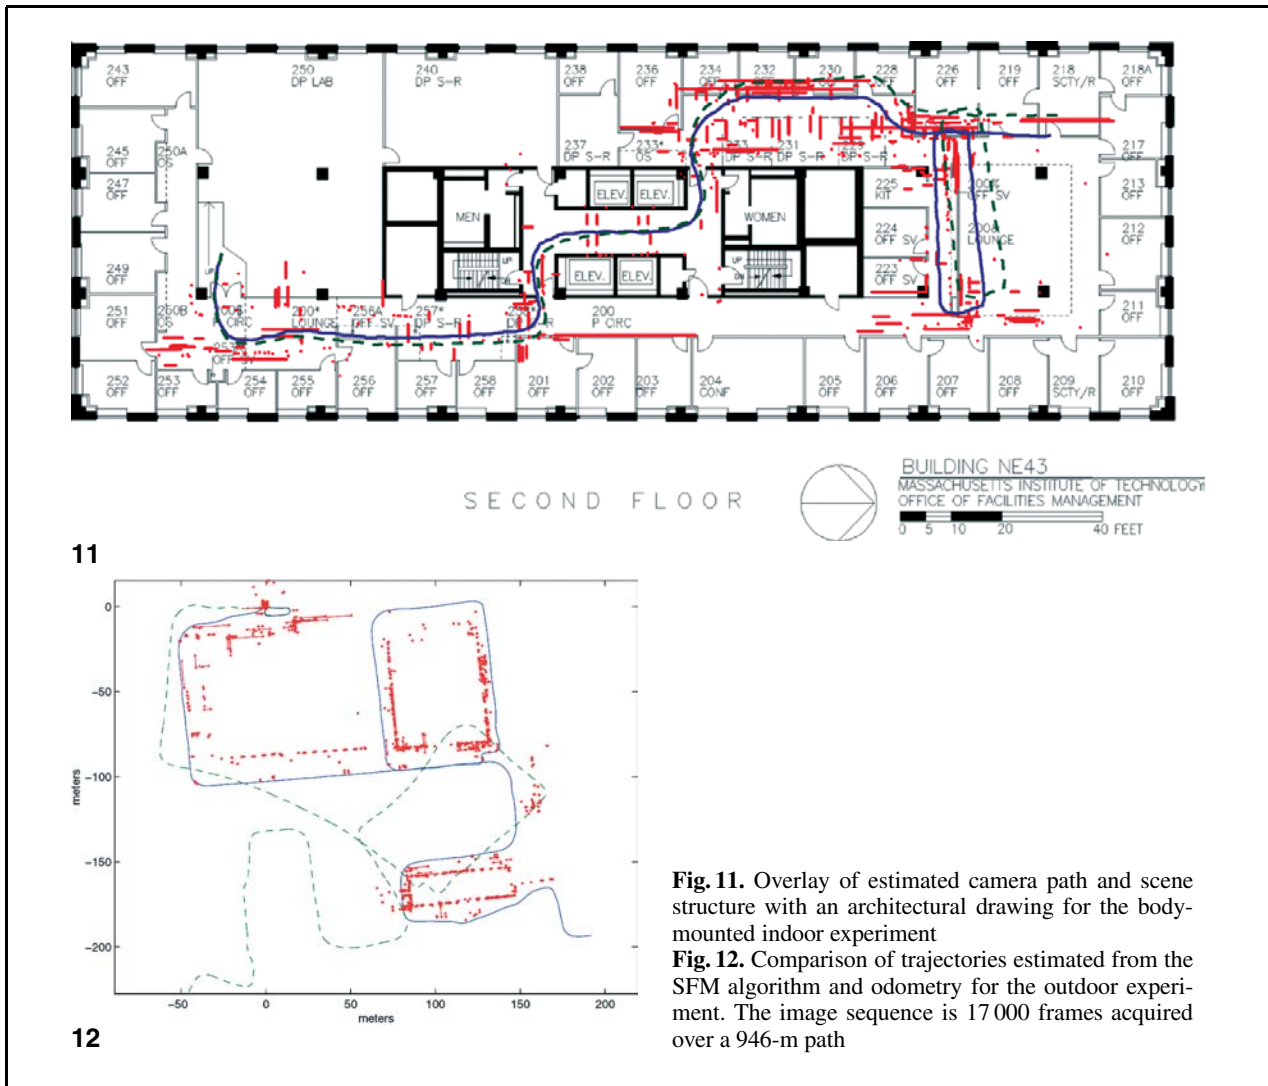 243 OFF
250 DP LAB
240 DP S-R
238 OFF
236 OFF
234
232
230
228
226 OFF
219 OFF
218 SCTY/R
218A OFF
245 OFF
250A OS
247 OFF
237 DP S-R
233* OS
DP S-R
231 DP S-R
DP S-R
217 OFF
213 OFF
225 KIT
OFF SV
ELEV.
ELEV.
MEN
WOMEN
224 OFF SV
LOUNGE
212 OFF
249 OFF
UP
UP
UP
ELEV.
ELEV.
223 OFF SV
251 OFF
250B OS
P CIRC
200*
LOUNGE
256A
257*
DP S-R
200
P CIRC
211 OFF
252 OFF
253 OFF
254 OFF
255 OFF
256 OFF
257 OFF
258 OFF
201 OFF
202 OFF
203 OFF
204 CONF
205 OFF
206 OFF
207 OFF
208 OFF
209 SCTY/R
210 OFF
SECOND FLOOR
BUILDING NE43
MASSACHUSETTS INSTITUTE OF TECHNOLOGY
OFFICE OF FACILITIES MANAGEMENT
0 5 10 20 40 FEET
11
0
−50
−100
−150
−200
meters
−50 0 50 100 150 200
meters
12
Fig. 11. Overlay of estimated camera path and scene
structure with an architectural drawing for the body-
mounted indoor experiment
Fig. 12. Comparison of trajectories estimated from the
SFM algorithm and odometry for the outdoor experi-
ment. The image sequence is 17 000 frames acquired
over a 946-m path